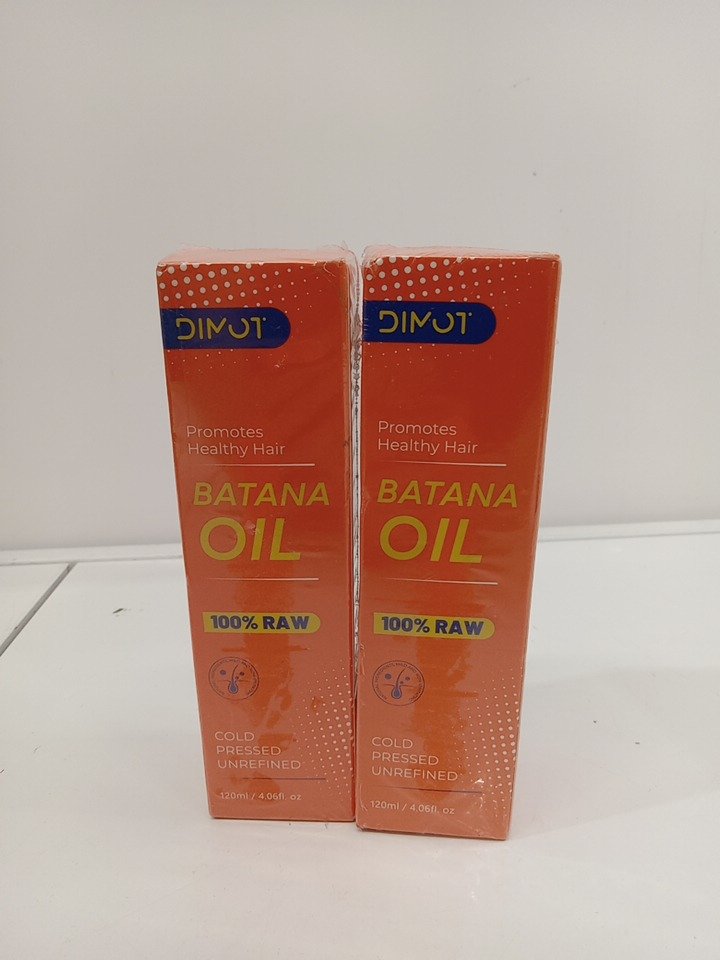 DIMOT
Promotes
Healthy Hair
BATANA
OIL
100% RAW
COLD
PRESSED
UNREFINED
120ml / 4.06fl. oz
DIMOT
Promotes
Healthy Hair
BATANA
OIL
100% RAW
COLD
PRESSED
UNREFINED
120ml / 4.06fl. oz